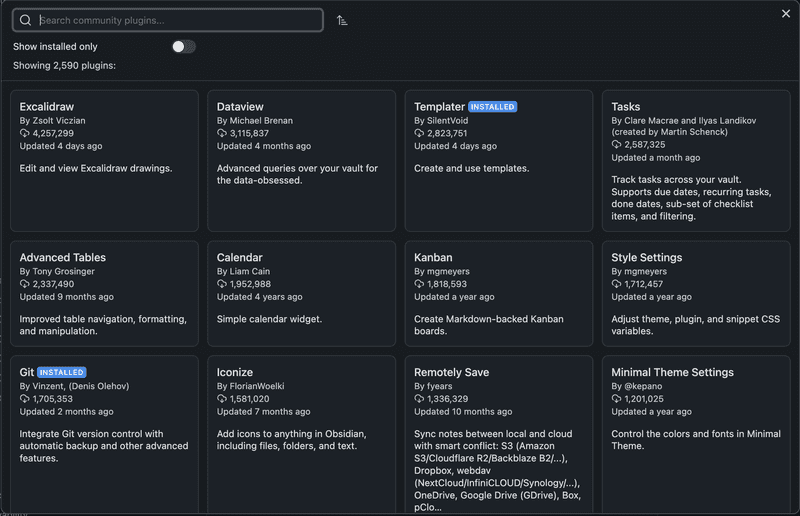 Search community plugins...
Show installed only
Showing 2,590 plugins:
Excalidraw
By Zsolt Viczian
4,257,299
Updated 4 days ago
Edit and view Excalidraw drawings.
Dataview
By Michael Brenan
3,115,837
Updated 4 months ago
Advanced queries over your vault for
the data-obsessed.
Templater INSTALLED
By SilentVoid
2,823,751
Updated 4 days ago
Create and use templates.
Tasks
By Clare Macrae and Ilyas Landikov
(created by Martin Schenck)
2,587,325
Updated a month ago
Track tasks across your vault.
Supports due dates, recurring tasks,
done dates, sub-set of checklist
items, and filtering.
Advanced Tables
By Tony Grosinger
2,337,490
Updated 9 months ago
Improved table navigation, formatting,
and manipulation.
Calendar
By Liam Cain
1,952,988
Updated 4 years ago
Simple calendar widget.
Kanban
By mgmeyers
1,818,593
Updated a year ago
Create Markdown-backed Kanban
boards.
Style Settings
By mgmeyers
1,712,457
Updated a year ago
Adjust theme, plugin, and snippet CSS
variables.
Git INSTALLED
By Vinzent, (Denis Olehov)
1,705,353
Updated 2 months ago
Integrate Git version control with
automatic backup and other advanced
features.
Iconize
By FlorianWoelki
1,581,020
Updated 7 months ago
Add icons to anything in Obsidian,
including files, folders, and text.
Remotely Save
By fyears
1,336,329
Updated 10 months ago
Sync notes between local and cloud
with smart conflict: S3 (Amazon
S3/Cloudflare R2/Backblaze B2/...),
Dropbox, webdav
(NextCloud/InfiniCLOUD/Synology/...),
OneDrive, Google Drive (GDrive), Box,
pClo...
Minimal Theme Settings
By @kepano
1,201,025
Updated a year ago
Control the colors and fonts in Minimal
Theme.